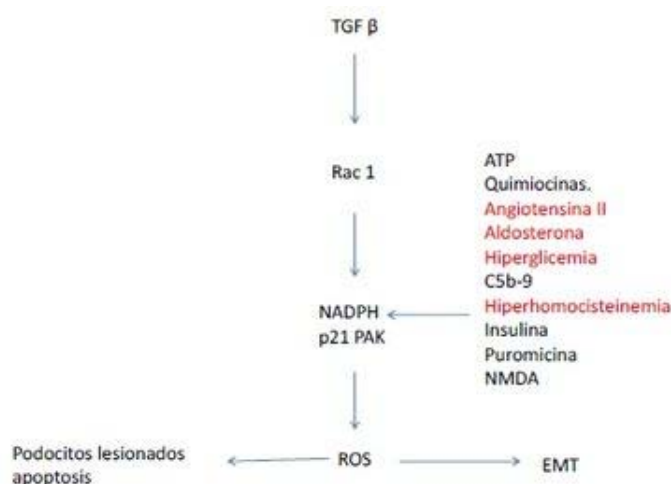 TGF β
Rac 1
ATP
Quimiocinas.
Angiotensina II
Aldosterona
Hiperglicemia
C5b-9
Hiperhomocisteinemia
Insulina
Puromicina
NMDA
NADPH
p21 PAK
Podocitos lesionados
apoptosis
ROS
EMT